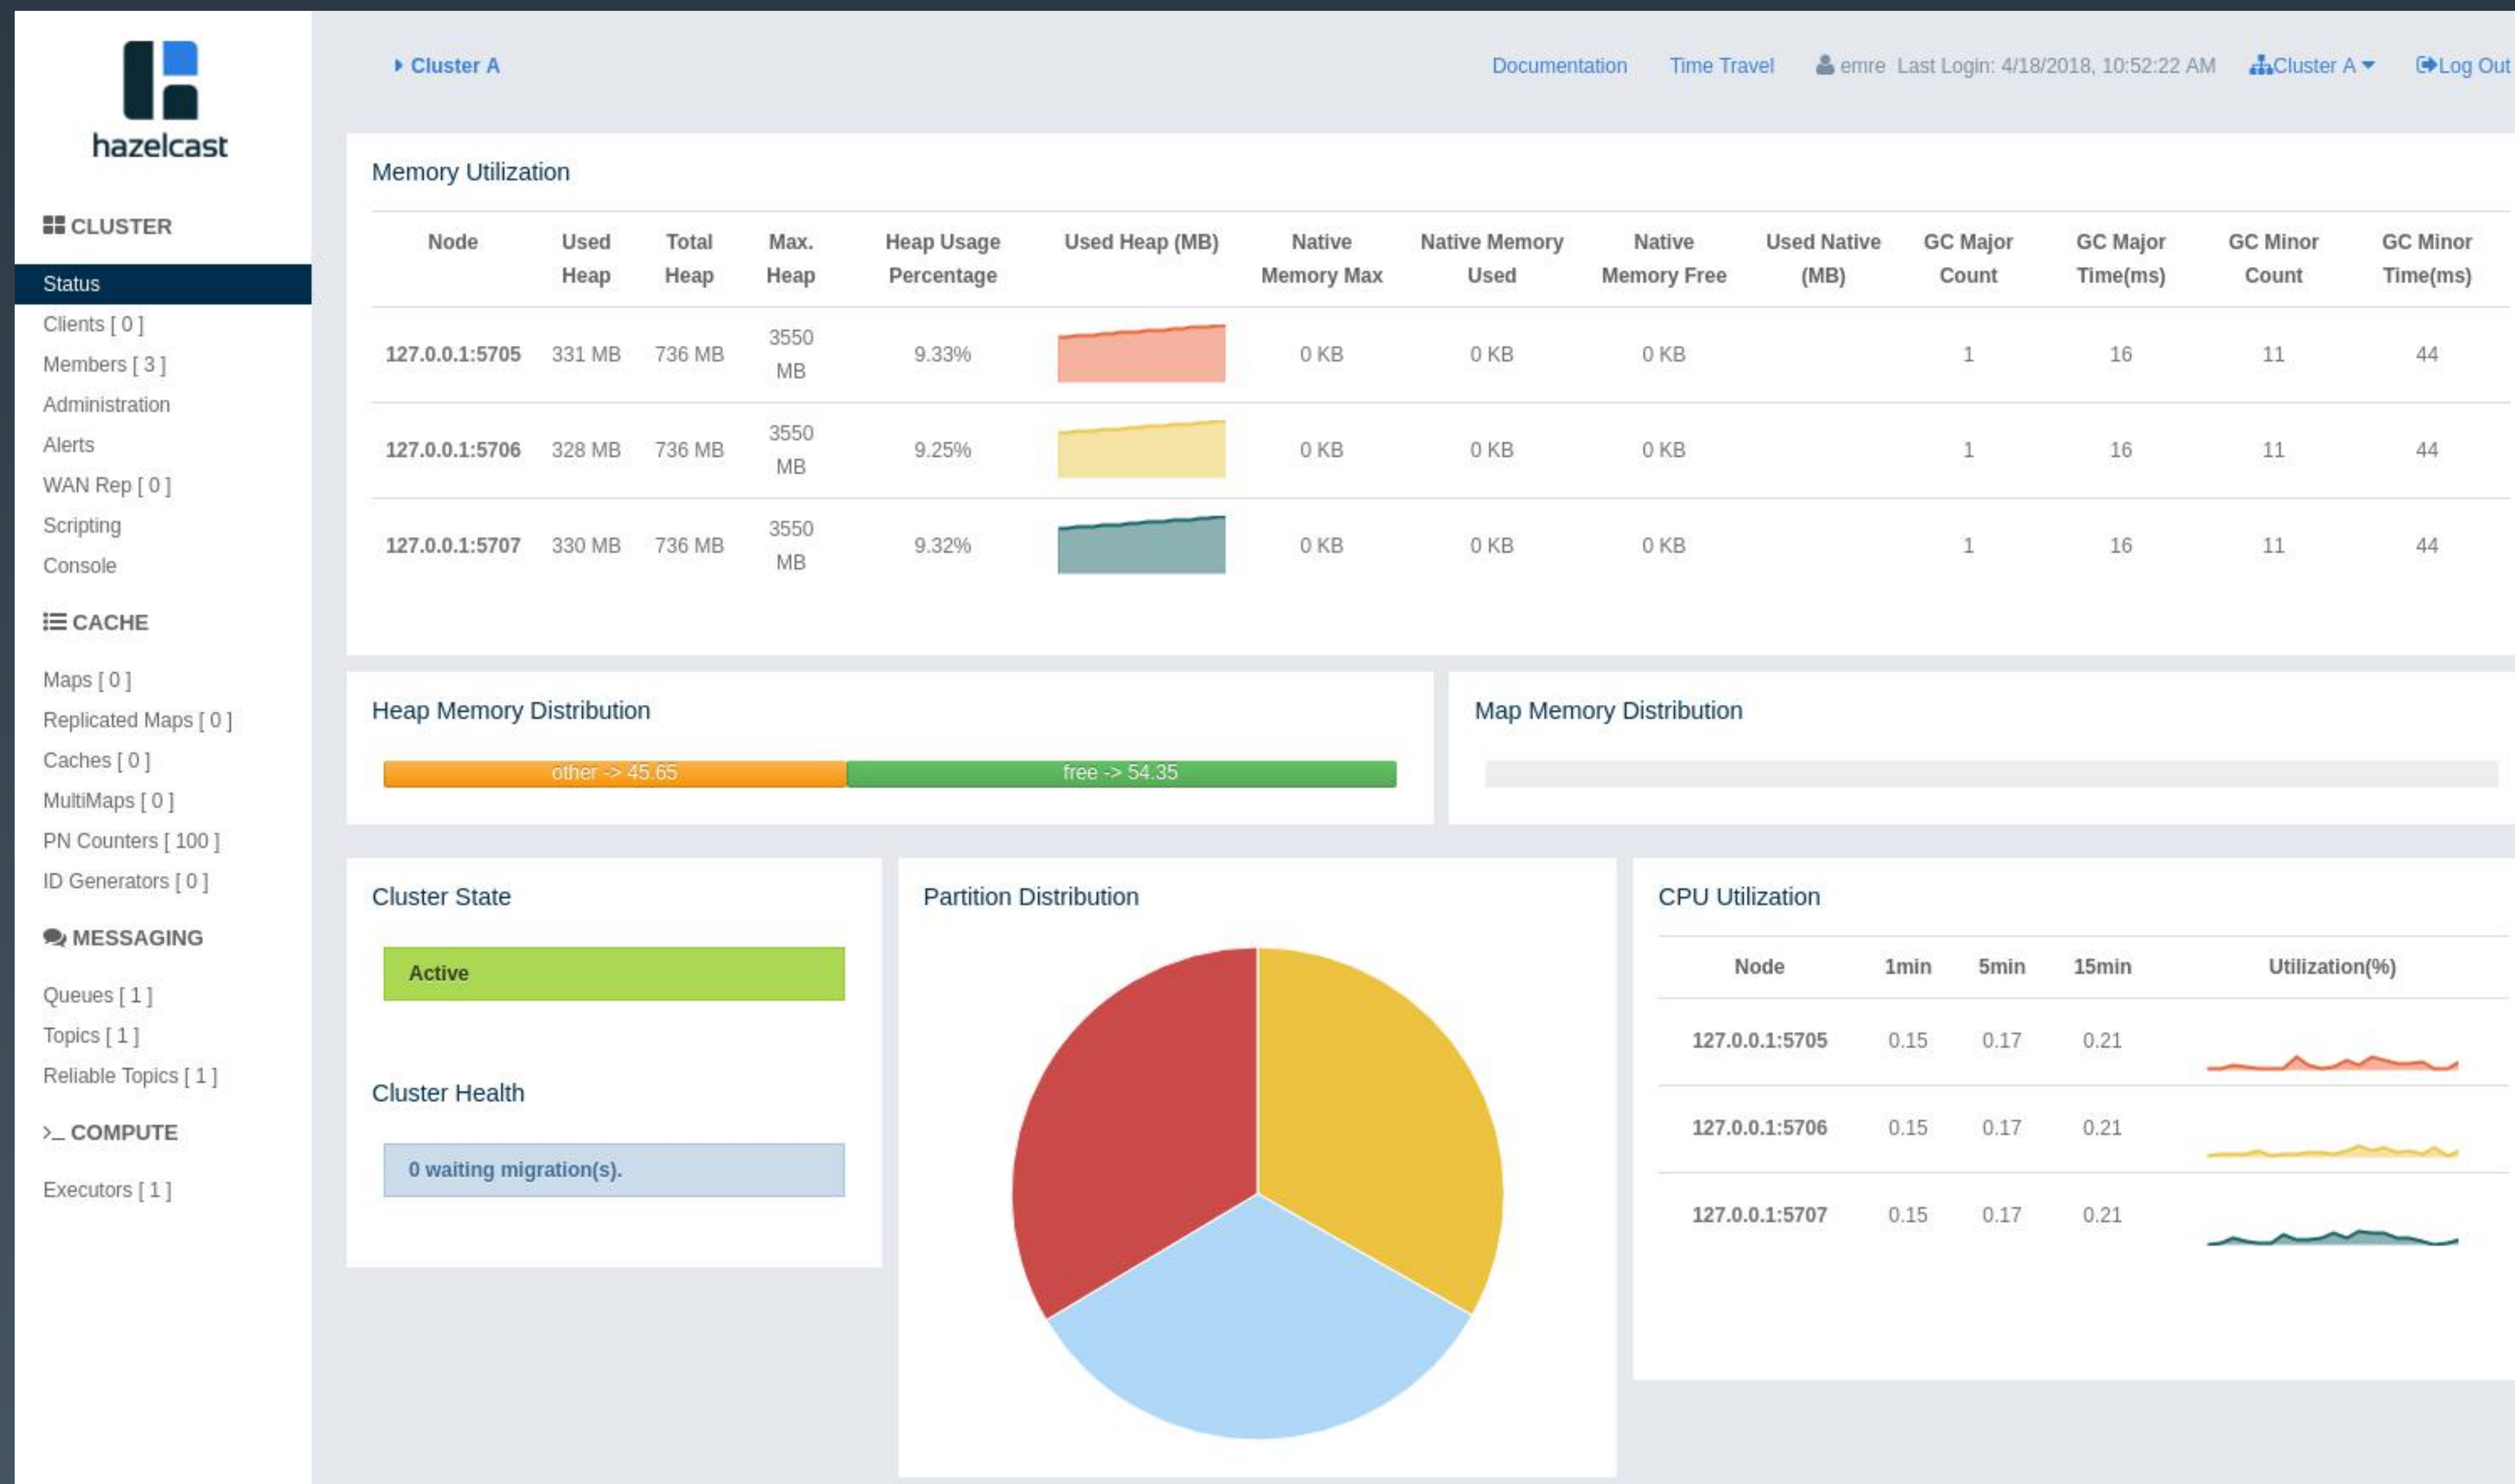 hazelcast
Cluster A
Documentation Time Travel emre Last Login: 4/18/2018, 10:52:22 AM Cluster A Log Out
CLUSTER
Status
Clients [ 0 ]
Members [ 3 ]
Administration
Alerts
WAN Rep [ 0 ]
Scripting
Console
CACHE
Maps [ 0 ]
Replicated Maps [ 0 ]
Caches [ 0 ]
MultiMaps [ 0 ]
PN Counters [ 100 ]
ID Generators [ 0 ]
MESSAGING
Queues [ 1 ]
Topics [ 1 ]
Reliable Topics [ 1 ]
COMPUTE
Executors [ 1 ]
Memory Utilization
Node Used Heap Total Heap Max. Heap Heap Usage Percentage Used Heap (MB) Native Memory Max Native Memory Used Native Memory Free Used Native (MB) GC Major Count GC Major Time(ms) GC Minor Count GC Minor Time(ms)
127.0.0.1:5705 331 MB 736 MB 3550 MB 9.33% 0 KB 0 KB 0 KB 1 16 11 44
127.0.0.1:5706 328 MB 736 MB 3550 MB 9.25% 0 KB 0 KB 0 KB 1 16 11 44
127.0.0.1:5707 330 MB 736 MB 3550 MB 9.32% 0 KB 0 KB 0 KB 1 16 11 44
Heap Memory Distribution
other -> 45.65 free -> 54.35
Map Memory Distribution
Cluster State
Active
Cluster Health
0 waiting migration(s).
Partition Distribution
CPU Utilization
Node 1min 5min 15min Utilization(%)
127.0.0.1:5705 0.15 0.17 0.21
127.0.0.1:5706 0.15 0.17 0.21
127.0.0.1:5707 0.15 0.17 0.21